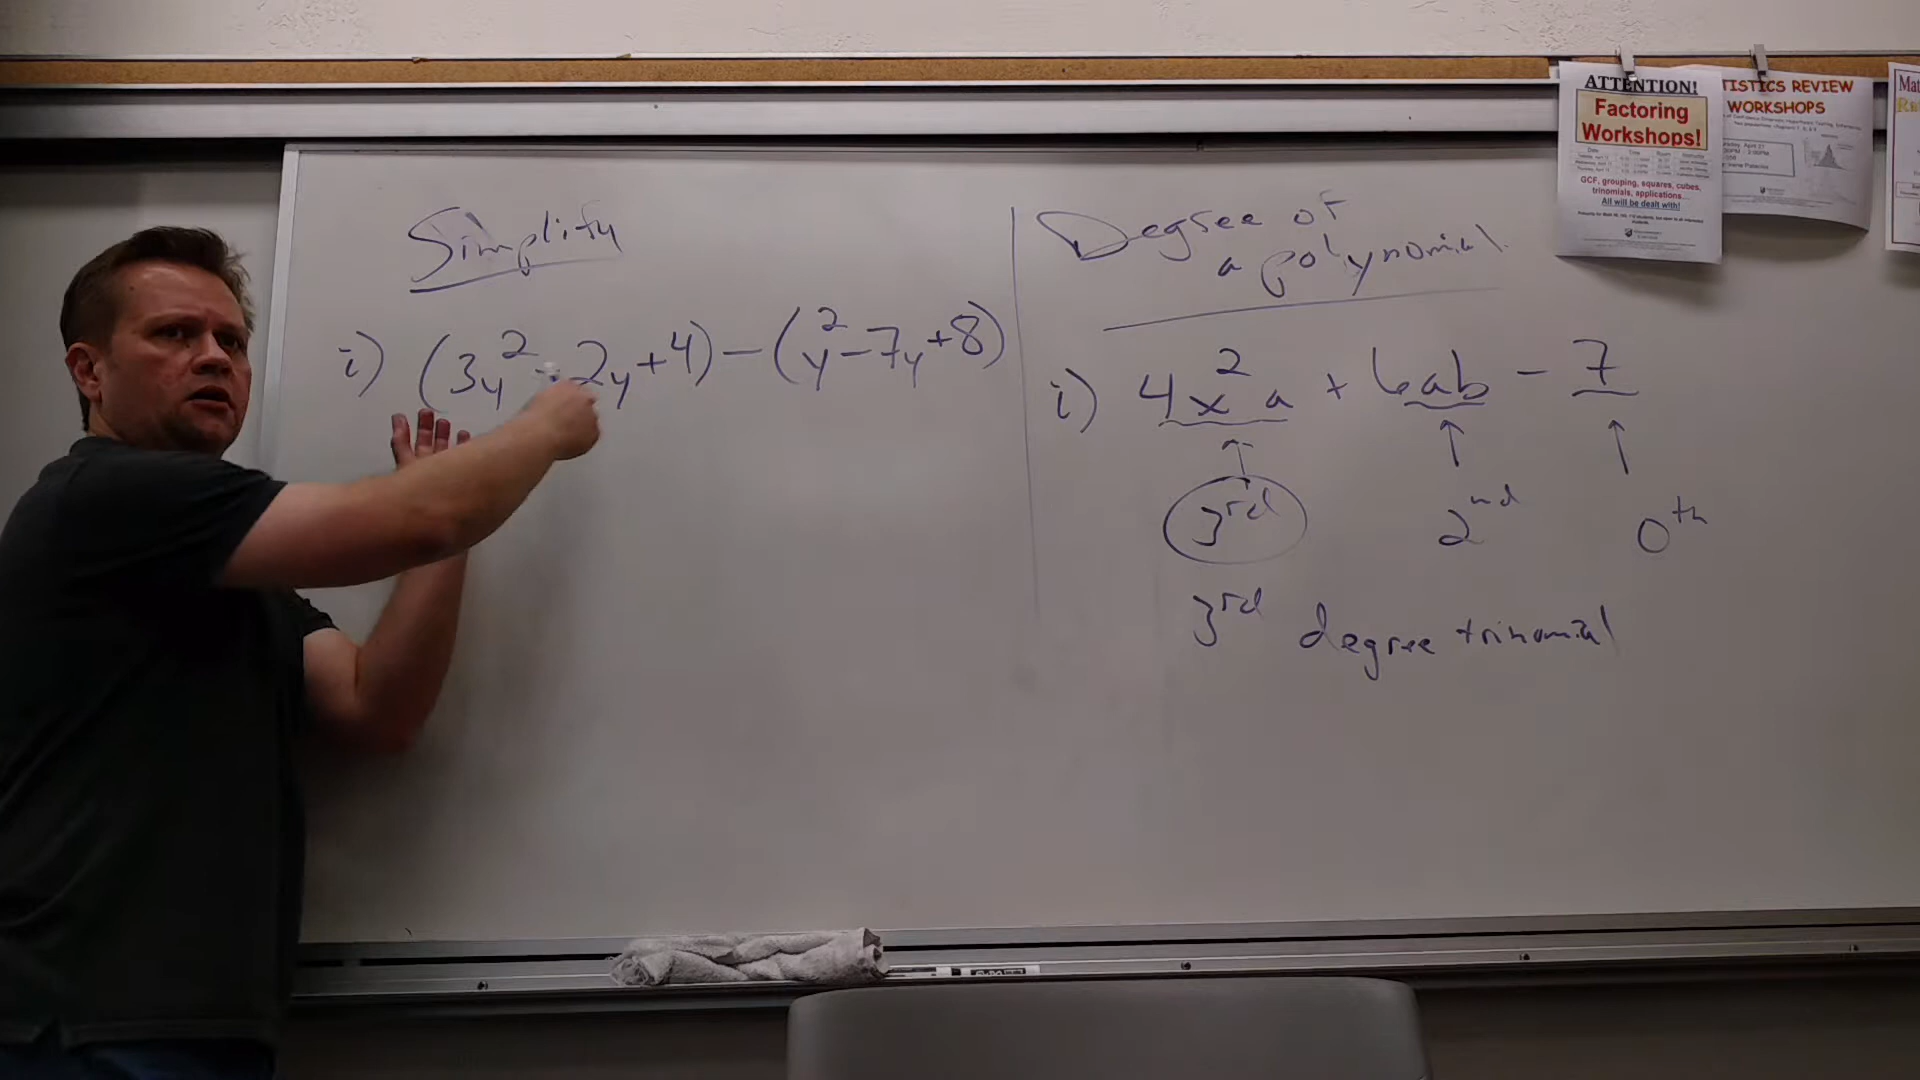 Simplify
i) (3y² - 2y + 4) - (y² - 7y + 8)
Degree of
a polynomial
i) 4x²a + 6ab - 7
3rd 2nd 0th
3rd degree trinomial
ATTENTION!
Factoring
Workshops!
GCF, grouping, squares, cubes,
trinomials, applications...
All will be dealt with!
TISTICS REVIEW
WORKSHOPS
Mat